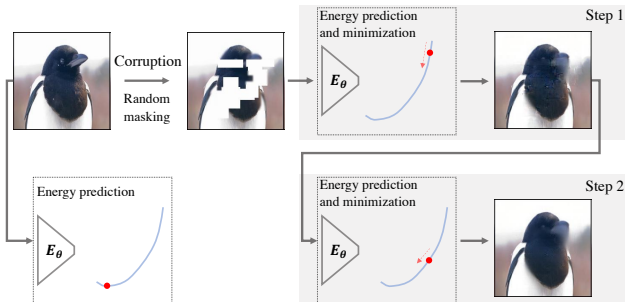 Corruption
Random
masking
Energy prediction
and minimization
Step 1
E_θ
Energy prediction
E_θ
Energy prediction
and minimization
Step 2
E_θ